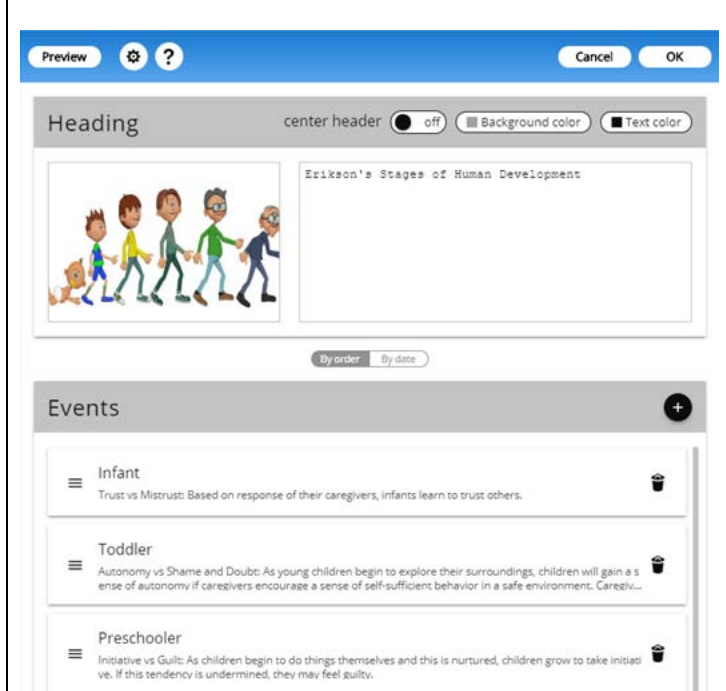 Preview ? Cancel OK
Heading center header off Background color Text color
Erikson's Stages of Human Development
By order By date
Events +
Infant
Trust vs Mistrust: Based on response of their caregivers, infants learn to trust others.
Toddler
Autonomy vs Shame and Doubt: As young children begin to explore their surroundings, children will gain a s
ense of autonomy if caregivers encourage a sense of self-sufficient behavior in a safe environment. Caregiv...
Preschooler
Initiative vs Guilt: As children begin to do things themselves and this is nurtured, children grow to take initiati
ve. If this tendency is undermined, they may feel guilty.